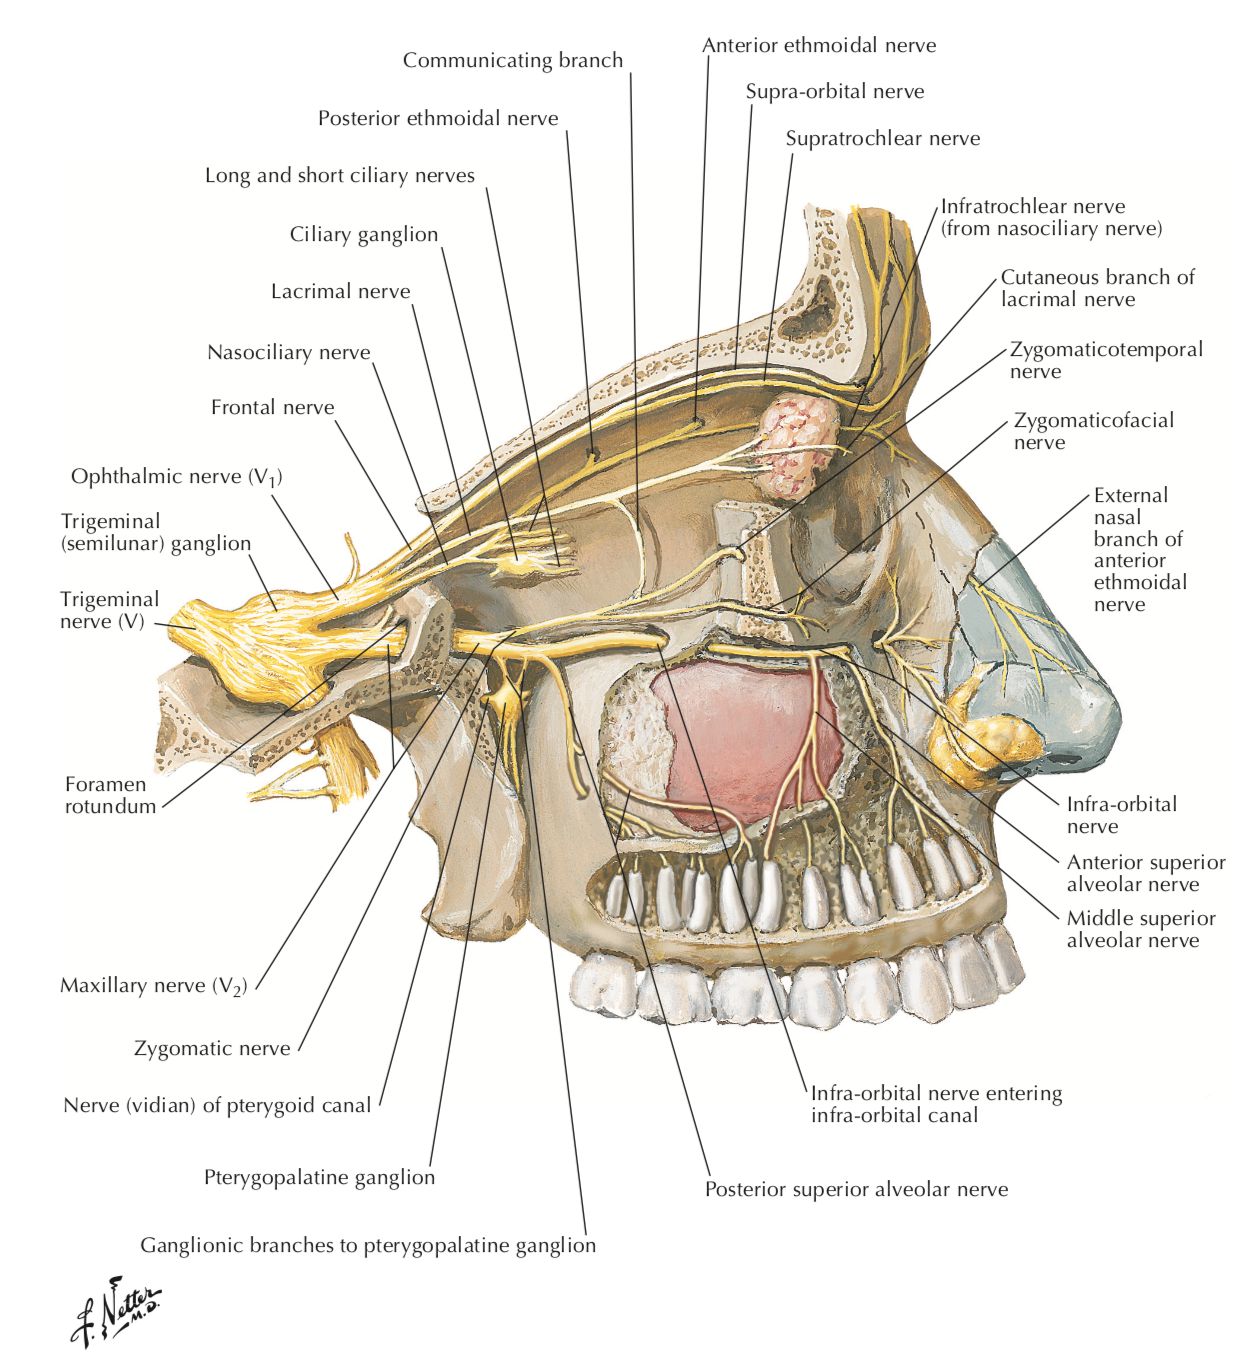 Communicating branch
Anterior ethmoidal nerve
Supra-orbital nerve
Posterior ethmoidal nerve
Supratrochlear nerve
Long and short ciliary nerves
Infratrochlear nerve
(from nasociliary nerve)
Ciliary ganglion
Cutaneous branch of
lacrimal nerve
Lacrimal nerve
Nasociliary nerve
Zygomaticotemporal
nerve
Frontal nerve
Zygomaticofacial
nerve
Ophthalmic nerve (V1)
Trigeminal
(semilunar) ganglion
External
nasal
branch of
anterior
ethmoidal
nerve
Trigeminal
nerve (V)
Foramen
rotundum
Infra-orbital
nerve
Anterior superior
alveolar nerve
Middle superior
alveolar nerve
Maxillary nerve (V2)
Zygomatic nerve
Nerve (vidian) of pterygoid canal
Infra-orbital nerve entering
infra-orbital canal
Pterygopalatine ganglion
Posterior superior alveolar nerve
Ganglionic branches to pterygopalatine ganglion
F. Netter
M.D.